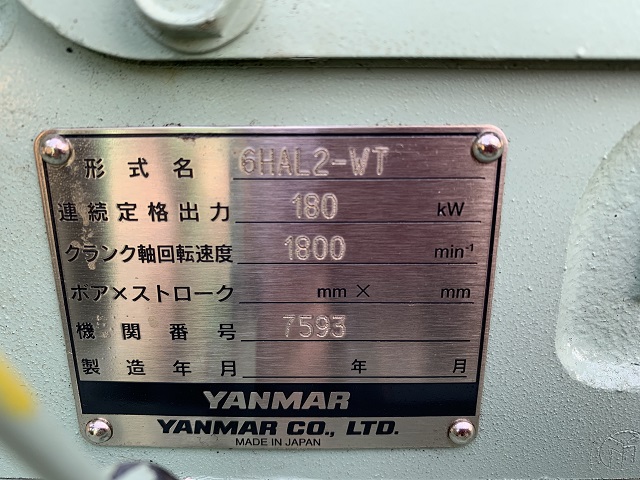 形式名 6HAL2-WT
連続定格出力 180 kW
クランク軸回転速度 1800 min⁻¹
ボア×ストローク mm × mm
機関番号 7593
製造年月 年 月
YANMAR
YANMAR CO., LTD.
MADE IN JAPAN